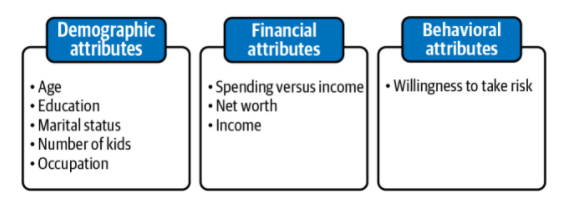 Demographic
attributes
• Age
• Education
• Marital status
• Number of kids
• Occupation
Financial
attributes
• Spending versus income
• Net worth
• Income
Behavioral
attributes
• Willingness to take risk